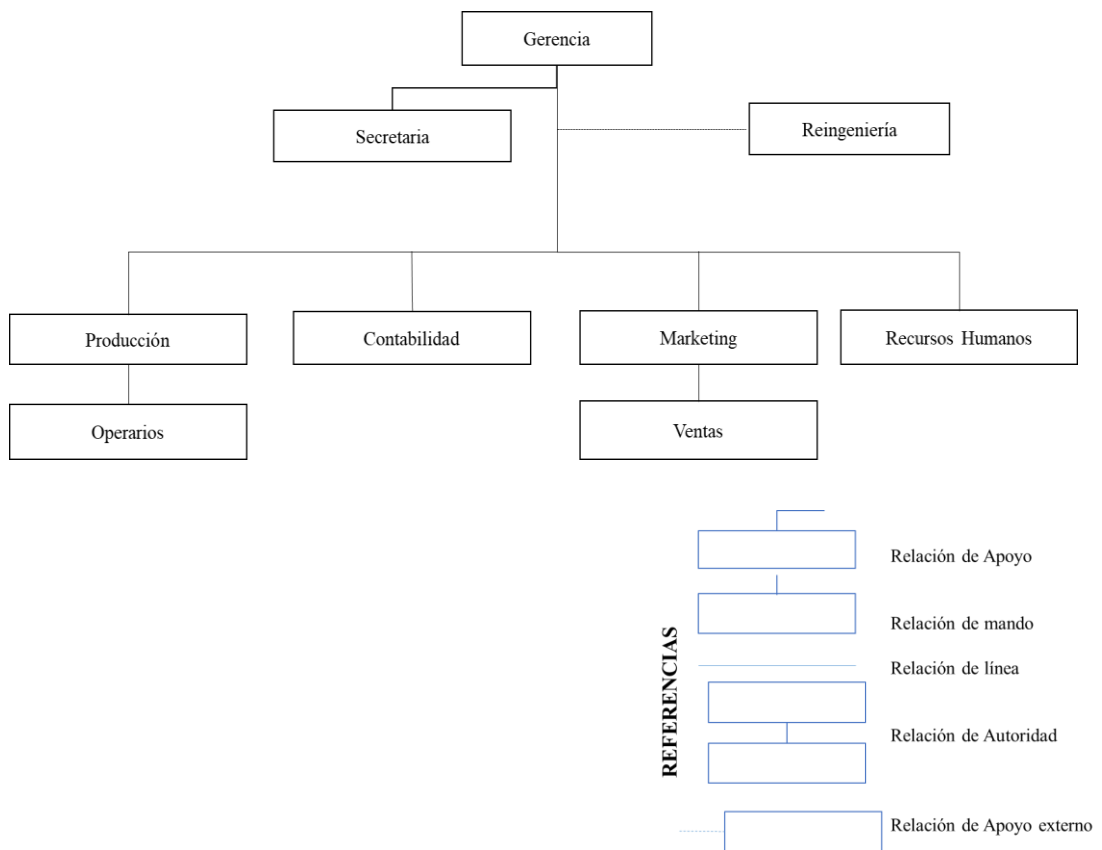 Gerencia
Secretaria
Reingeniería
Producción
Contabilidad
Marketing
Recursos Humanos
Operarios
Ventas
REFERENCIAS
Relación de Apoyo
Relación de mando
Relación de línea
Relación de Autoridad
Relación de Apoyo externo